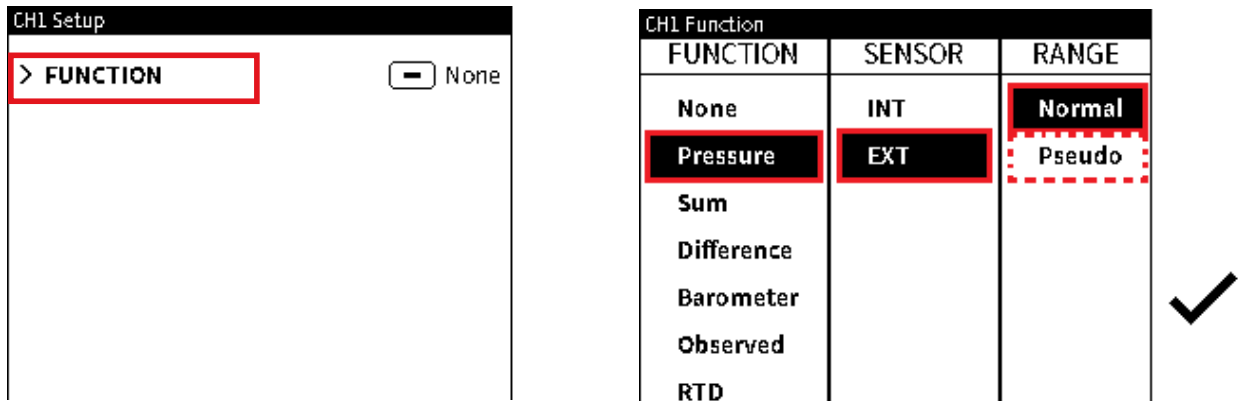 CH1 Setup
> FUNCTION
None
CH1 Function
FUNCTION SENSOR RANGE
None INT Normal
Pressure EXT Pseudo
Sum
Difference
Barometer
Observed
RTD